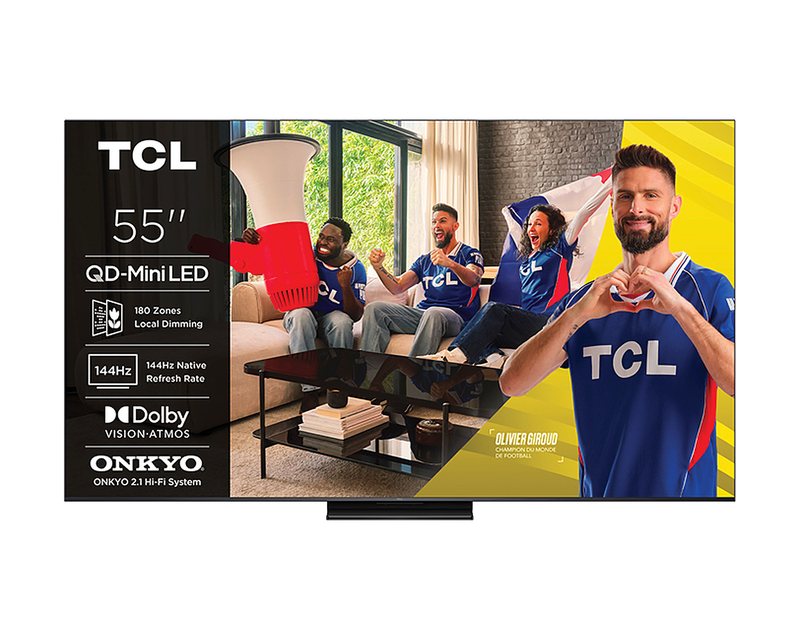 TCL
55''
QD-Mini LED
180 Zones
Local Dimming
144Hz
144Hz Native
Refresh Rate
Dolby
VISION·ATMOS
ONKYO®
ONKYO 2.1 Hi-Fi System
TCL
TCL
TCL
TCL
OLIVIER GIROUD
CHAMPION DU MONDE
DE FOOTBALL